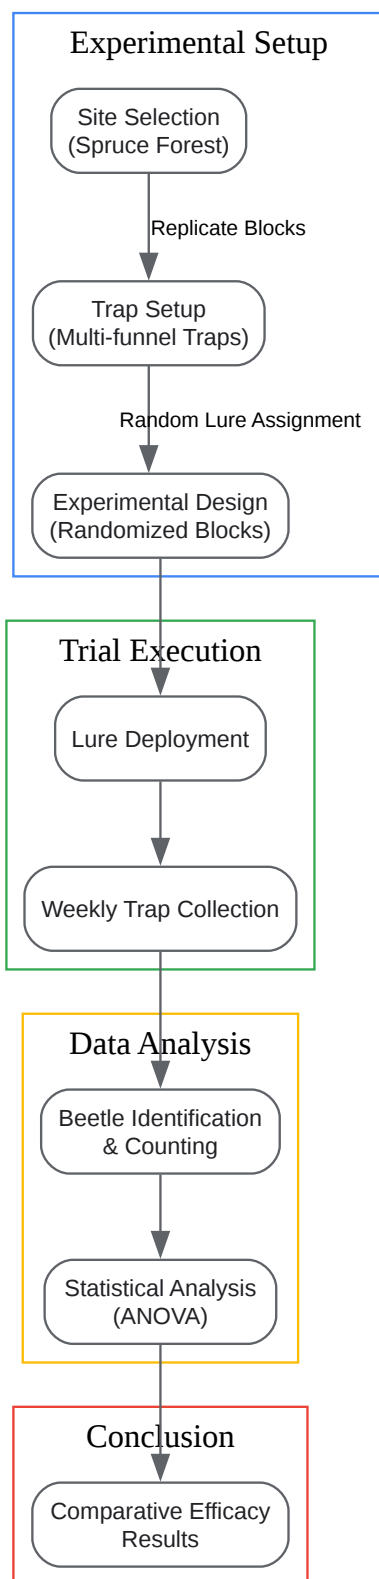 Experimental Setup
Site Selection
(Spruce Forest)
Replicate Blocks
Trap Setup
(Multi-funnel Traps)
Random Lure Assignment
Experimental Design
(Randomized Blocks)
Trial Execution
Lure Deployment
Weekly Trap Collection
Data Analysis
Beetle Identification
& Counting
Statistical Analysis
(ANOVA)
Conclusion
Comparative Efficacy
Results